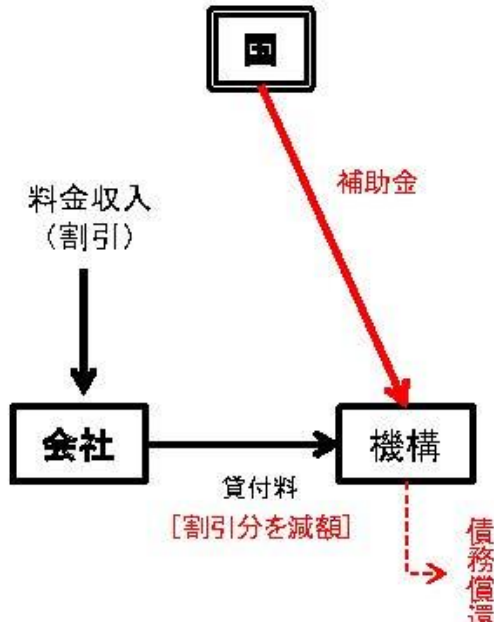 国
補助金
料金収入
（割引）
会社
機構
貸付料
[割引分を減額]
債務償還